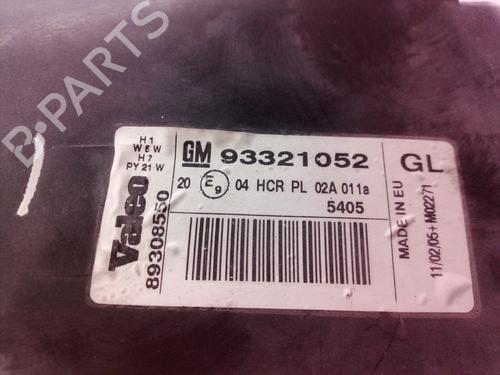 B-PARTS
H1
W5W
H7
PY21W
Valeo
89308550
GM 93321052
20 E9 04 HCR PL 02A 011a
5405
GL
MADE IN EU
11/02/05+M02271